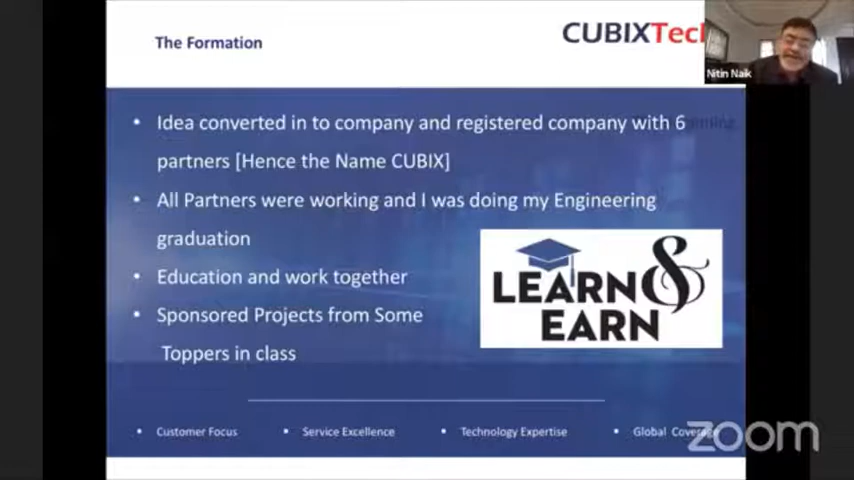 The Formation
CUBIXTech
Nitin Naik
• Idea converted in to company and registered company with 6
partners [Hence the Name CUBIX]
• All Partners were working and I was doing my Engineering
graduation
• Education and work together
• Sponsored Projects from Some
Toppers in class
LEARN &
EARN
• Customer Focus • Service Excellence • Technology Expertise • Global Coverage
zoom